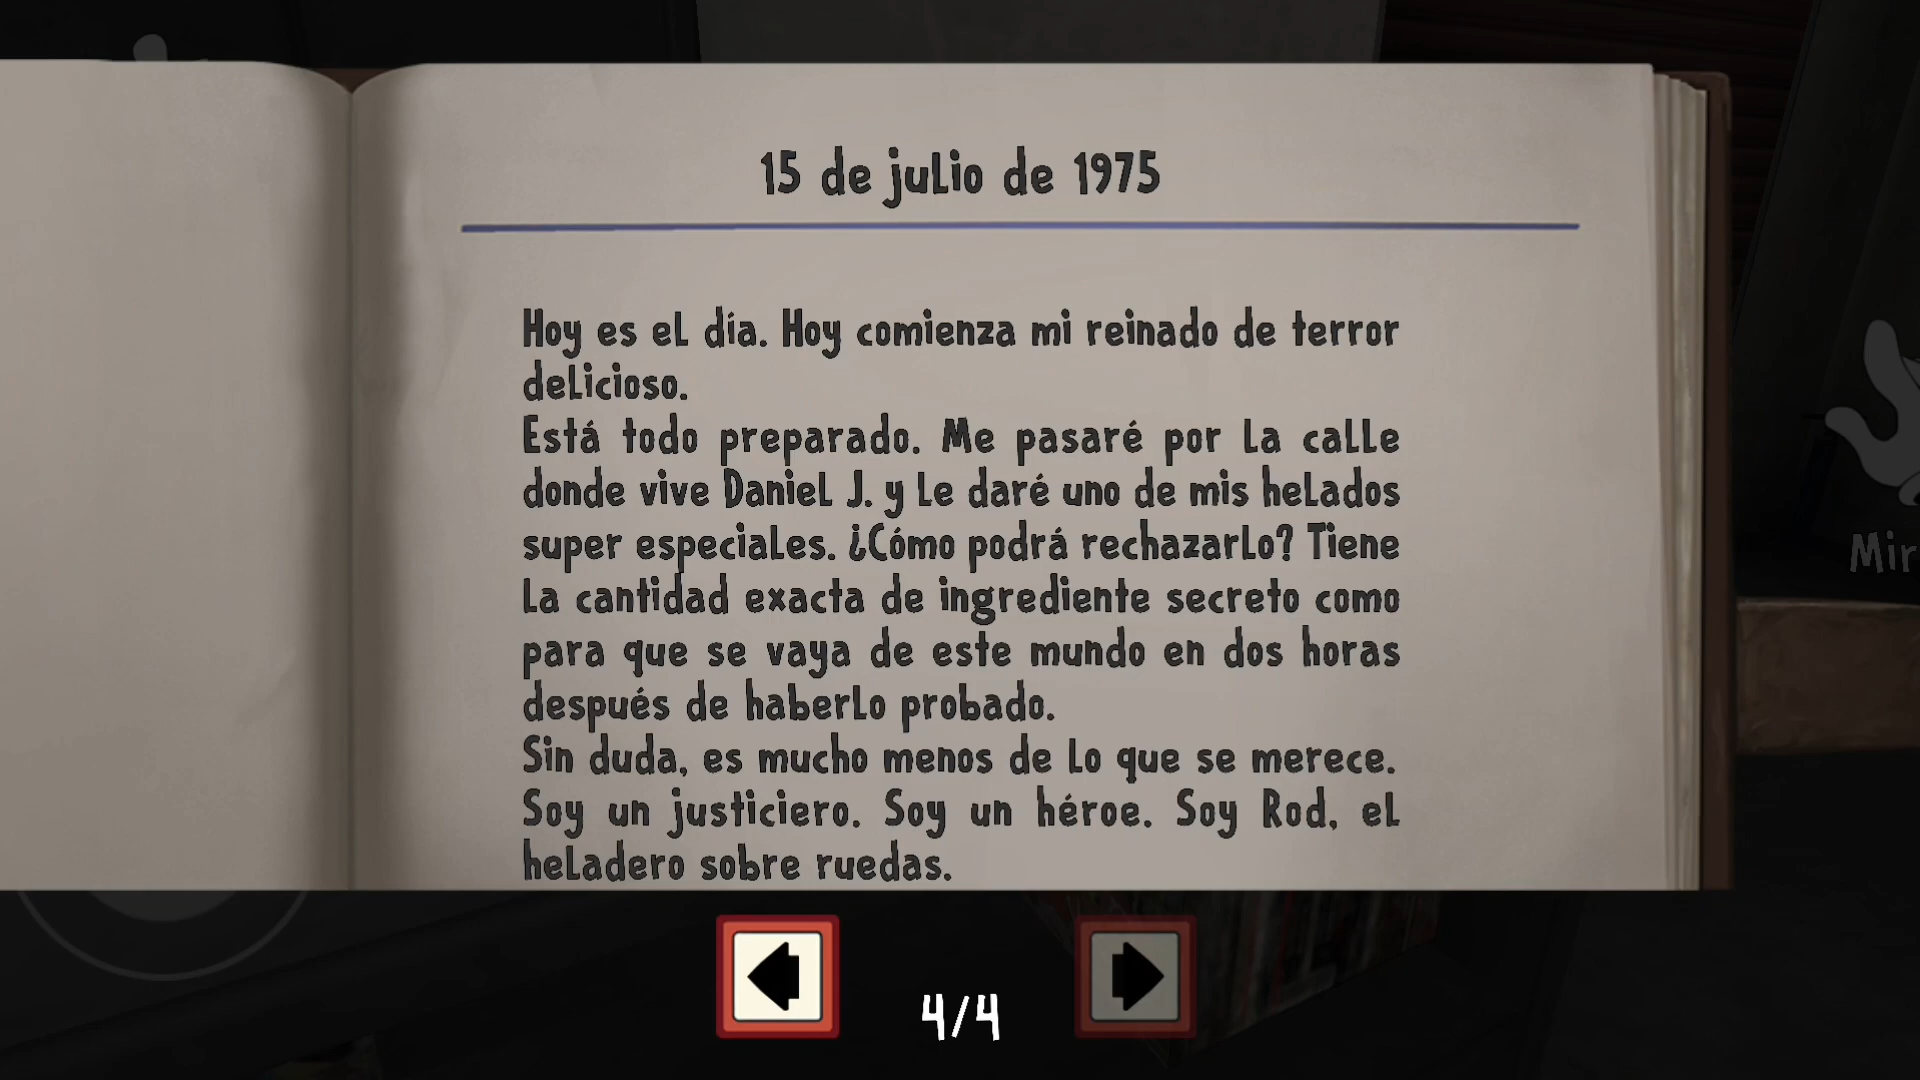 15 de julio de 1975
Hoy es el día. Hoy comienza mi reinado de terror
delicioso.
Está todo preparado. Me pasaré por la calle
donde vive Daniel J. y le daré uno de mis helados
super especiales. ¿Cómo podrá rechazarlo? Tiene
la cantidad exacta de ingrediente secreto como
para que se vaya de este mundo en dos horas
después de haberlo probado.
Sin duda, es mucho menos de lo que se merece.
Soy un justiciero. Soy un héroe. Soy Rod, el
heladero sobre ruedas.
4/4